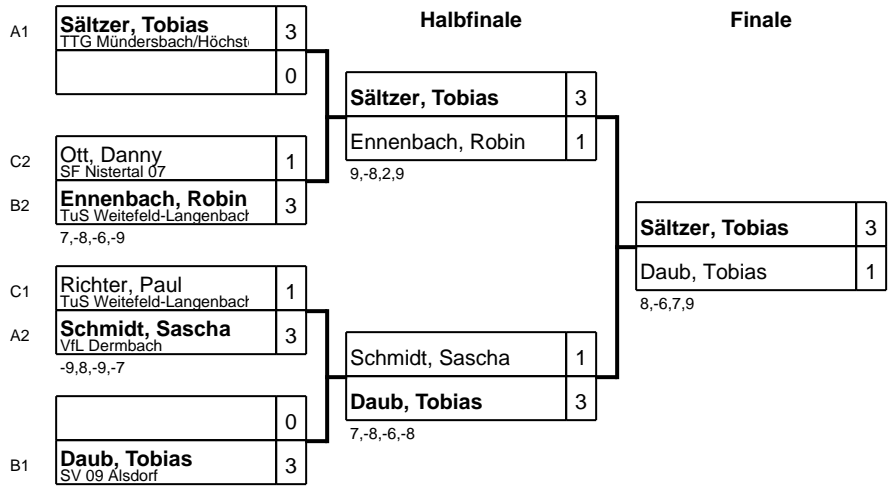 Halbfinale
Finale
A1
Sältzer, Tobias 3
TTG Mündersbach/Höchst
0
C2
Ott, Danny 1
SF Nistertal 07
B2
Ennenbach, Robin 3
TuS Weitefeld-Langenbach
7,-8,-6,-9
C1
Richter, Paul 1
TuS Weitefeld-Langenbach
A2
Schmidt, Sascha 3
VfL Dermbach
-9,8,-9,-7
0
B1
Daub, Tobias 3
SV 09 Alsdorf
Sältzer, Tobias 3
Ennenbach, Robin 1
9,-8,2,9
Schmidt, Sascha 1
Daub, Tobias 3
7,-8,-6,-8
Sältzer, Tobias 3
Daub, Tobias 1
8,-6,7,9